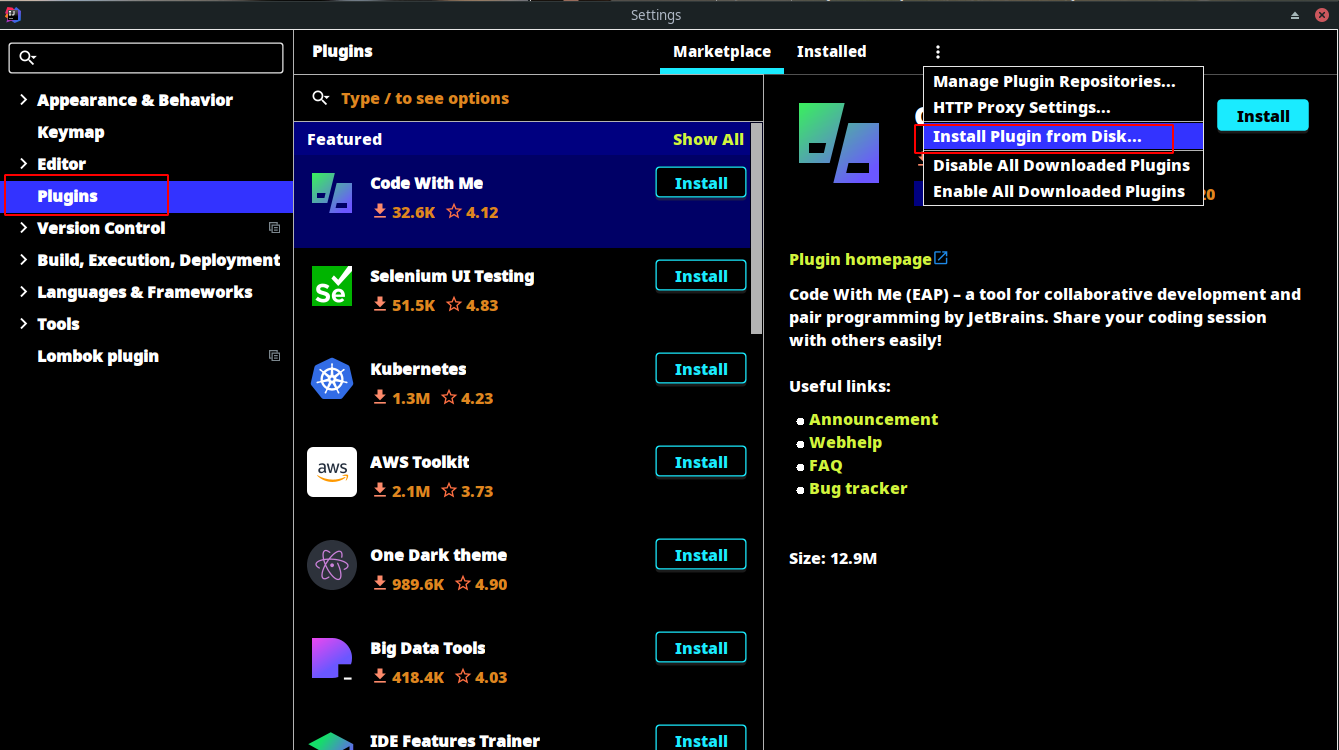 Settings
Plugins
Marketplace
Installed
Appearance & Behavior
Keymap
Editor
Plugins
Version Control
Build, Execution, Deployment
Languages & Frameworks
Tools
Lombok plugin
Type / to see options
Featured
Show All
Code With Me
Install
32.6K 4.12
Selenium UI Testing
Install
51.5K 4.83
Se
Kubernetes
Install
1.3M 4.23
aws
AWS Toolkit
Install
2.1M 3.73
One Dark theme
Install
989.6K 4.90
Big Data Tools
Install
418.4K 4.03
IDE Features Trainer
Install
Manage Plugin Repositories...
HTTP Proxy Settings...
Install Plugin from Disk...
Disable All Downloaded Plugins
Enable All Downloaded Plugins
Install
Plugin homepage
Code With Me (EAP) – a tool for collaborative development and
pair programming by JetBrains. Share your coding session
with others easily!
Useful links:
Announcement
Webhelp
FAQ
Bug tracker
Size: 12.9M